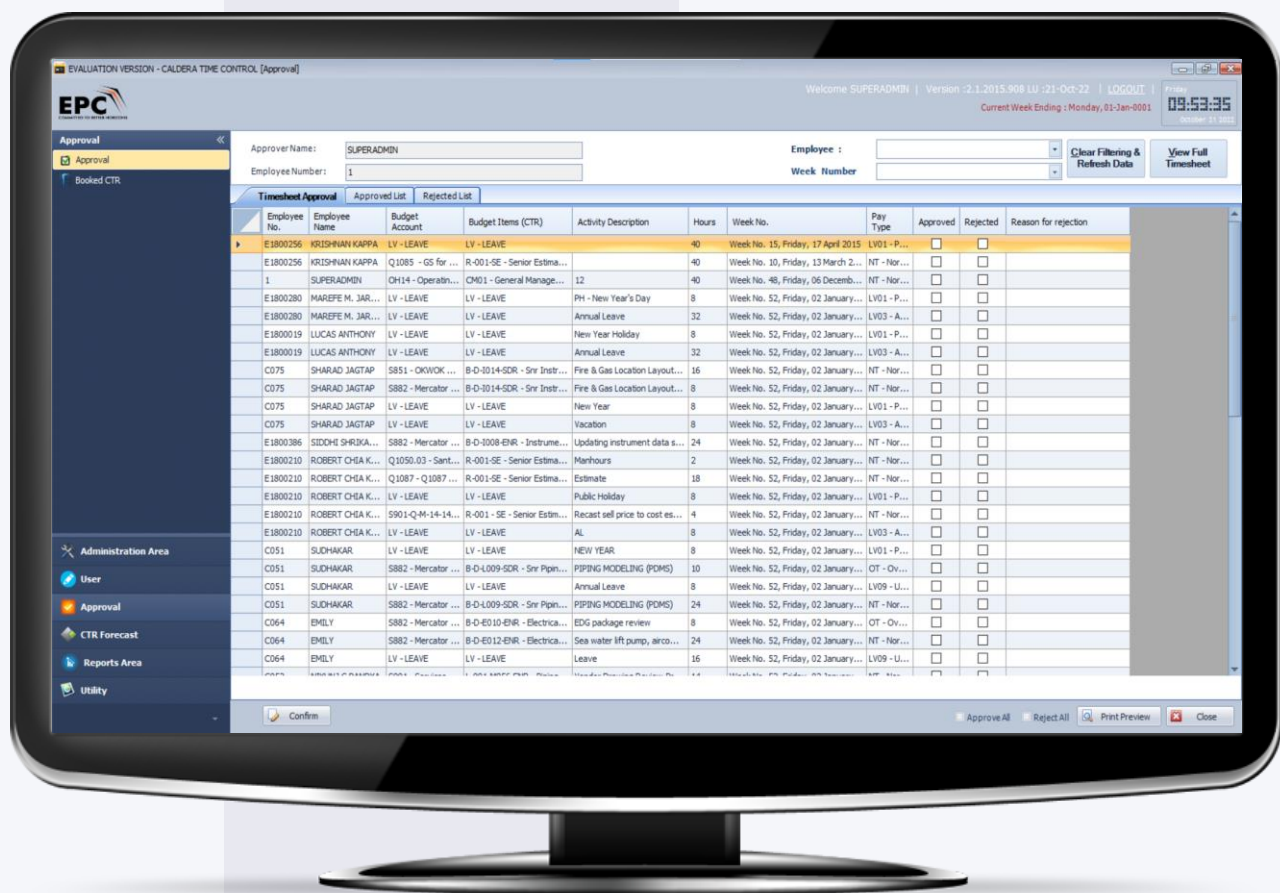 EVALUATION VERSION - CALDERA TIME CONTROL [Approval]
EPC
Welcome SUPERADMIN | Version :2.1.2015.908 LU :21-Oct-22 | LOGOUT |
Current Week Ending : Monday, 01-Jan-0001
Friday
09:53:35
October 21 2022
Approval
Approval
Booked CTR
Administration Area
User
Approval
CTR Forecast
Reports Area
Utility
Approver Name: SUPERADMIN
Employee Number: 1
Employee :
Week Number
Clear Filtering & Refresh Data
View Full Timesheet
Timesheet Approval Approved List Rejected List
Employee No. Employee Name Budget Account Budget Items (CTR) Activity Description Hours Week No. Pay Type Approved Rejected Reason for rejection
E1800256 KRISHNAN KAPPA LV - LEAVE LV - LEAVE 40 Week No. 15, Friday, 17 April 2015 LV01 - P...
E1800256 KRISHNAN KAPPA Q1085 - GS for ... R-001-SE - Senior Estima... 40 Week No. 10, Friday, 13 March 2... NT - Nor...
1 SUPERADMIN OH14 - Operatin... CM01 - General Manage... 12 40 Week No. 48, Friday, 06 Decemb... NT - Nor...
E1800280 MAREFE M. JAR... LV - LEAVE LV - LEAVE PH - New Year's Day 8 Week No. 52, Friday, 02 January... LV01 - P...
E1800280 MAREFE M. JAR... LV - LEAVE LV - LEAVE Annual Leave 32 Week No. 52, Friday, 02 January... LV03 - A...
E1800019 LUCAS ANTHONY LV - LEAVE LV - LEAVE New Year Holiday 8 Week No. 52, Friday, 02 January... LV01 - P...
E1800019 LUCAS ANTHONY LV - LEAVE LV - LEAVE Annual Leave 32 Week No. 52, Friday, 02 January... LV03 - A...
C075 SHARAD JAGTAP S851 - OKWOK ... B-D-I014-SDR - Snr Instr... Fire & Gas Location Layout... 16 Week No. 52, Friday, 02 January... NT - Nor...
C075 SHARAD JAGTAP S882 - Mercator ... B-D-I014-SDR - Snr Instr... Fire & Gas Location Layout... 8 Week No. 52, Friday, 02 January... NT - Nor...
C075 SHARAD JAGTAP LV - LEAVE LV - LEAVE New Year 8 Week No. 52, Friday, 02 January... LV01 - P...
C075 SHARAD JAGTAP LV - LEAVE LV - LEAVE Vacation 8 Week No. 52, Friday, 02 January... LV03 - A...
E1800386 SIDDHI SHRIKA... S882 - Mercator ... B-D-I008-ENR - Instrume... Updating instrument data s... 24 Week No. 52, Friday, 02 January... NT - Nor...
E1800210 ROBERT CHIA K... Q1050.03 - Sant... R-001-SE - Senior Estima... Manhours 2 Week No. 52, Friday, 02 January... NT - Nor...
E1800210 ROBERT CHIA K... Q1087 - Q1087 ... R-001-SE - Senior Estima... Estimate 18 Week No. 52, Friday, 02 January... NT - Nor...
E1800210 ROBERT CHIA K... LV - LEAVE LV - LEAVE Public Holiday 8 Week No. 52, Friday, 02 January... LV01 - P...
E1800210 ROBERT CHIA K... S901-Q-M-14-14... R-001 - SE - Senior Estim... Recast sell price to cost es... 4 Week No. 52, Friday, 02 January... NT - Nor...
E1800210 ROBERT CHIA K... LV - LEAVE LV - LEAVE AL 8 Week No. 52, Friday, 02 January... LV03 - A...
C051 SUDHAKAR LV - LEAVE LV - LEAVE NEW YEAR 8 Week No. 52, Friday, 02 January... LV01 - P...
C051 SUDHAKAR S882 - Mercator ... B-D-L009-SDR - Snr Pipin... PIPING MODELING (PDMS) 10 Week No. 52, Friday, 02 January... OT - Ov...
C051 SUDHAKAR LV - LEAVE LV - LEAVE Annual Leave 8 Week No. 52, Friday, 02 January... LV09 - U...
C051 SUDHAKAR S882 - Mercator ... B-D-L009-SDR - Snr Pipin... PIPING MODELING (PDMS) 24 Week No. 52, Friday, 02 January... NT - Nor...
C064 EMILY S882 - Mercator ... B-D-E010-ENR - Electrica... EDG package review 8 Week No. 52, Friday, 02 January... OT - Ov...
C064 EMILY S882 - Mercator ... B-D-E012-ENR - Electrica... Sea water lift pump, airco... 24 Week No. 52, Friday, 02 January... NT - Nor...
C064 EMILY LV - LEAVE LV - LEAVE Leave 16 Week No. 52, Friday, 02 January... LV09 - U...
Confirm
Approve All Reject All Print Preview Close